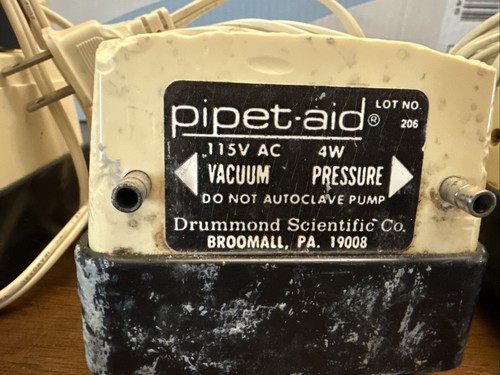 pipet-aid® LOT NO.
206
115V AC 4W
VACUUM PRESSURE
DO NOT AUTOCLAVE PUMP
Drummond Scientific Co.
BROOMALL, PA. 19008